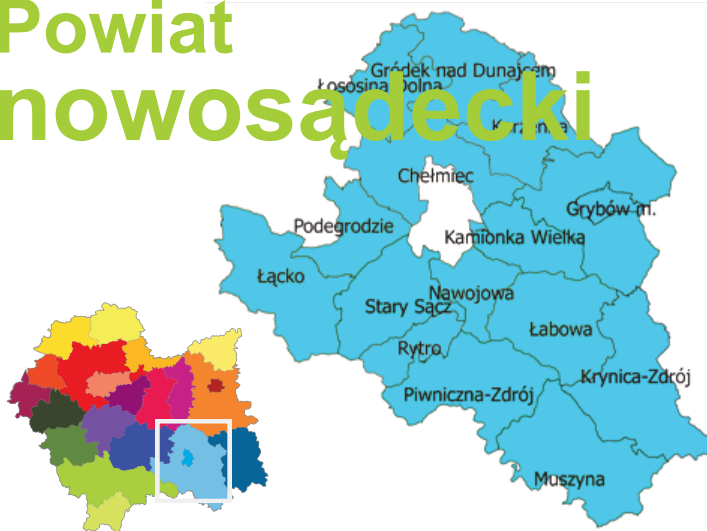 Powiat
nowosądecki
Gródek nad Dunajcem
Łososina Dolna
Korzenna
Chełmiec
Grybów m.
Podegrodzie
Kamionka Wielka
Łącko
Nawojowa
Stary Sącz
Łabowa
Rytro
Krynica-Zdrój
Piwniczna-Zdrój
Muszyna